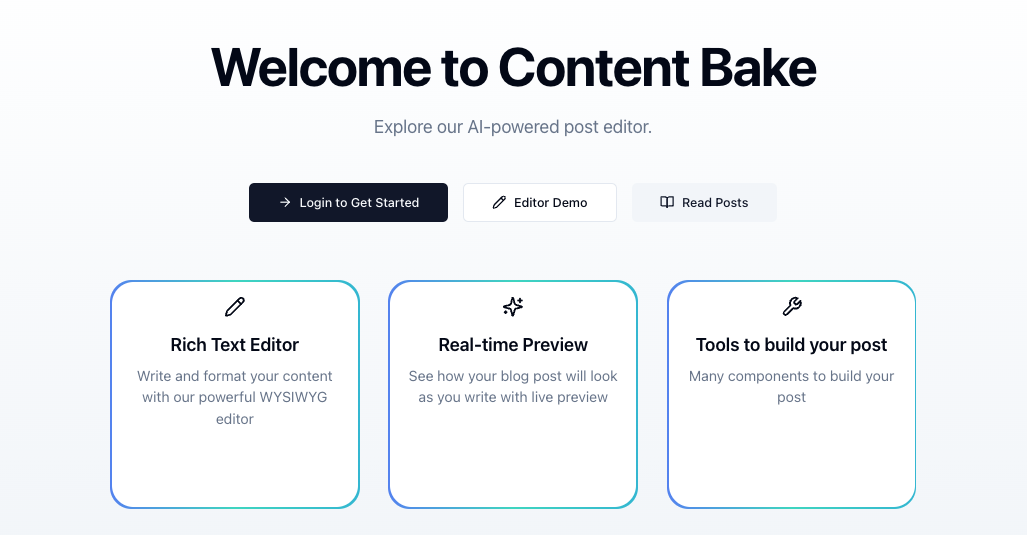 Welcome to Content Bake
Explore our AI-powered post editor.
Login to Get Started
Editor Demo
Read Posts
Rich Text Editor
Write and format your content
with our powerful WYSIWYG
editor
Real-time Preview
See how your blog post will look
as you write with live preview
Tools to build your post
Many components to build your
post